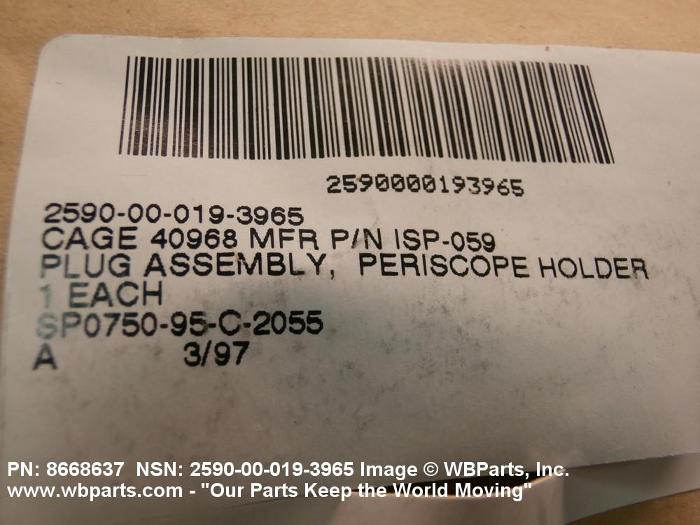 2590000193965
2590-00-019-3965
CAGE 40968 MFR P/N ISP-059
PLUG ASSEMBLY, PERISCOPE HOLDER
1 EACH
SP0750-95-C-2055
A 3/97
PN: 8668637 NSN: 2590-00-019-3965 Image © WBParts, Inc.
www.wbparts.com - "Our Parts Keep the World Moving"